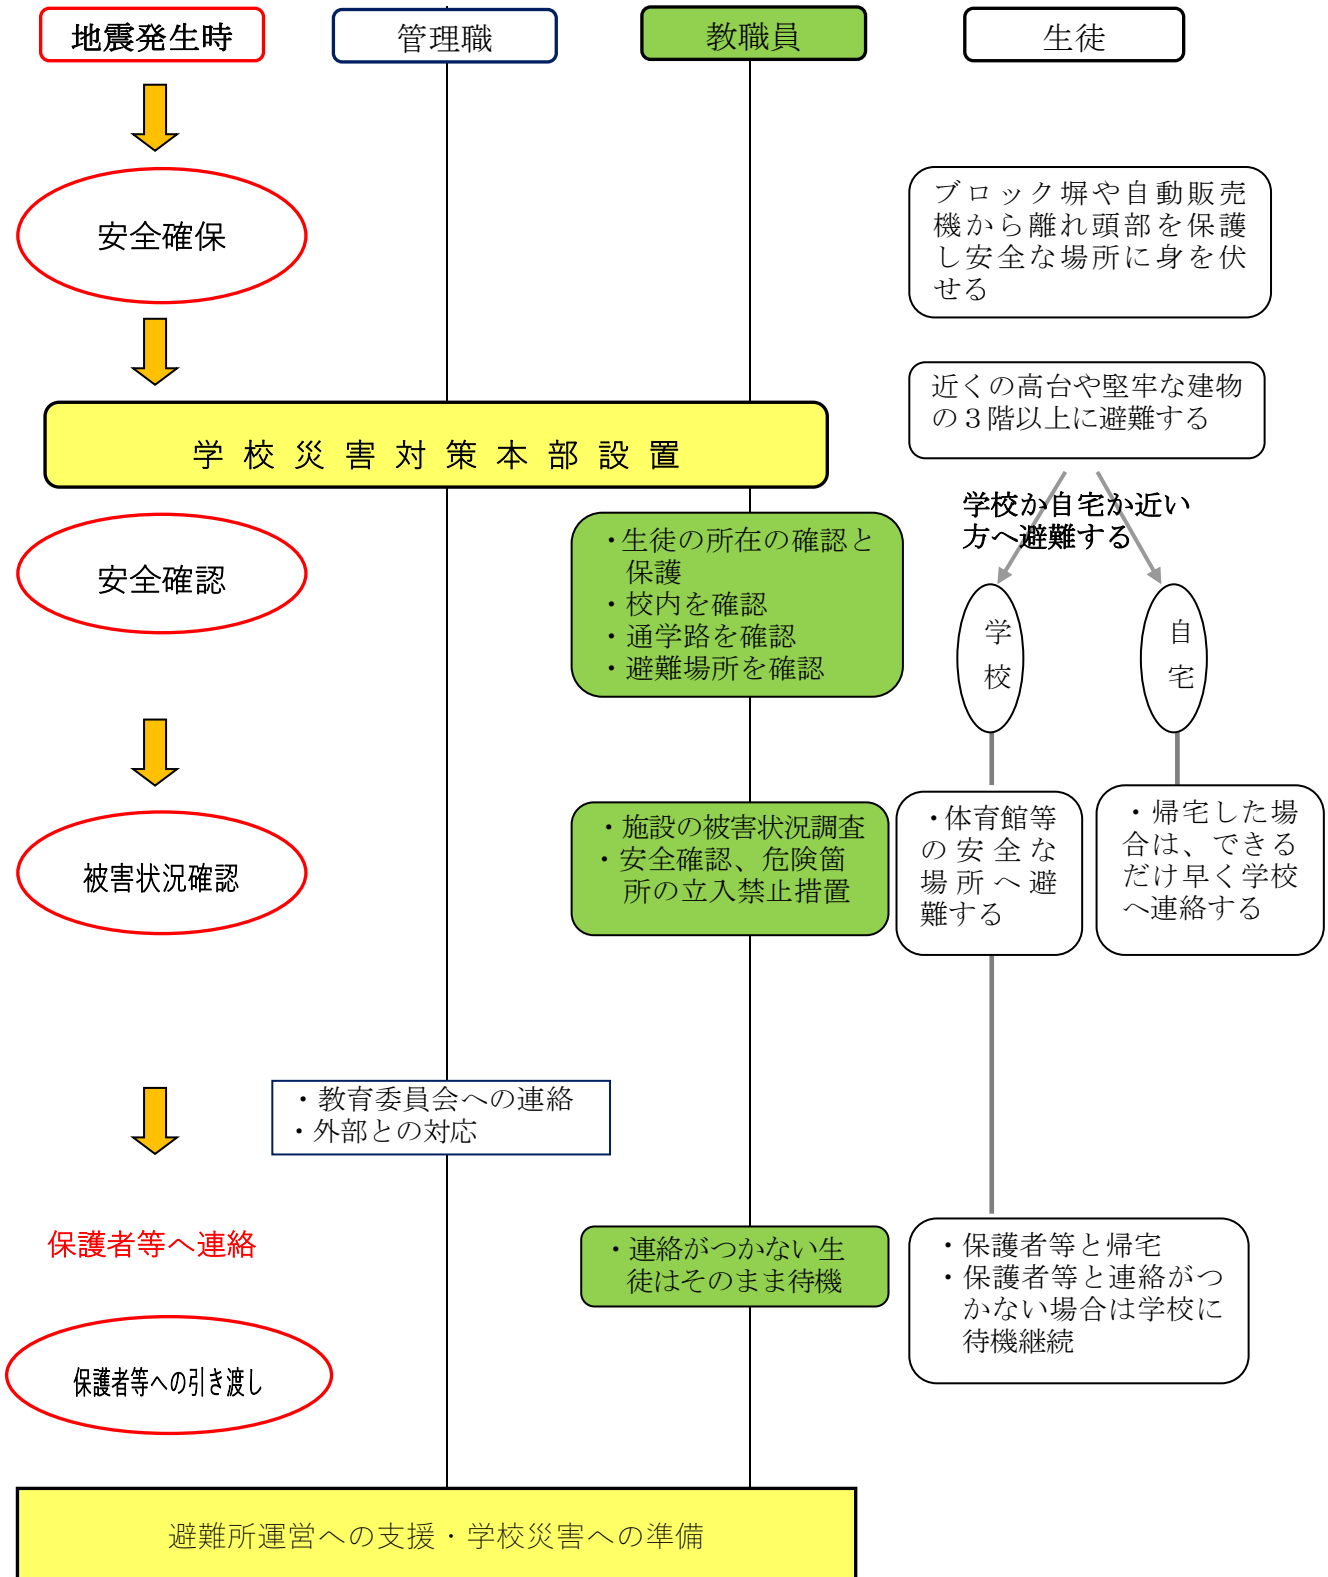 地震発生時
管理職
教職員
生徒
安全確保
ブロック塀や自動販売
機から離れ頭部を保護
し安全な場所に身を伏
せる
近くの高台や堅牢な建物
の３階以上に避難する
学校災害対策本部設置
学校か自宅か近い
方へ避難する
安全確認
・生徒の所在の確認と
保護
・校内を確認
・通学路を確認
・避難場所を確認
学
校
自
宅
被害状況確認
・施設の被害状況調査
・安全確認、危険箇
所の立入禁止措置
・体育館等
の安全な
場所へ避
難する
・帰宅した場
合は、できる
だけ早く学校
へ連絡する
・教育委員会への連絡
・外部との対応
保護者等へ連絡
・連絡がつかない生
徒はそのまま待機
・保護者等と帰宅
・保護者等と連絡がつ
かない場合は学校に
待機継続
保護者等への引き渡し
避難所運営への支援・学校災害への準備